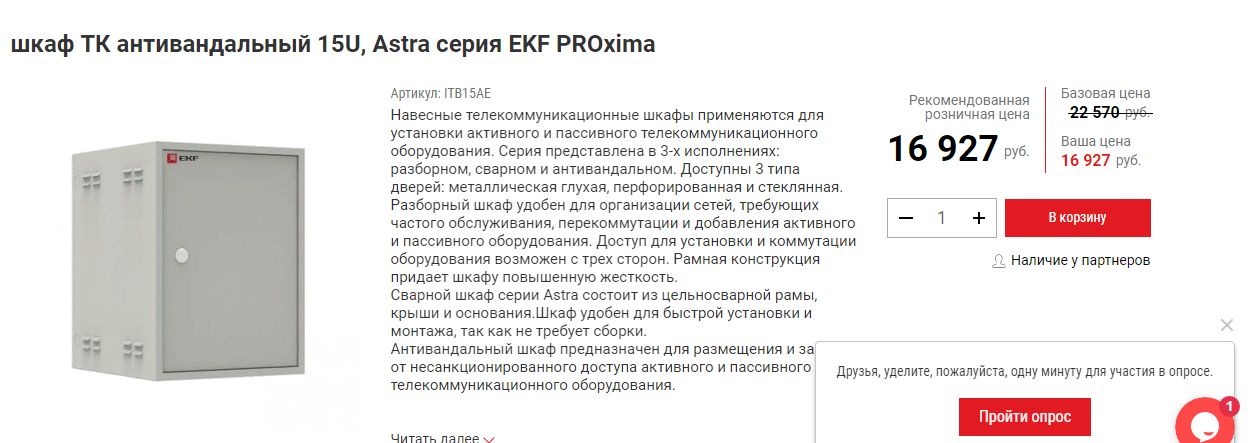 шкаф ТК антивандальный 15U, Astra серия EKF PROxima
EKF
Артикул: ITB15AE
Навесные телекоммуникационные шкафы применяются для
установки активного и пассивного телекоммуникационного
оборудования. Серия представлена в 3-х исполнениях:
разборном, сварном и антивандальном. Доступны 3 типа
дверей: металлическая глухая, перфорированная и стеклянная.
Разборный шкаф удобен для организации сетей, требующих
частого обслуживания, перекоммутации и добавления активного
и пассивного оборудования. Доступ для установки и коммутации
оборудования возможен с трех сторон. Рамная конструкция
придает шкафу повышенную жесткость.
Сварной шкаф серии Astra состоит из цельносварной рамы,
крыши и основания.Шкаф удобен для быстрой установки и
монтажа, так как не требует сборки.
Антивандальный шкаф предназначен для размещения и за
от несанкционированного доступа активного и пассивного
телекоммуникационного оборудования.
Читать далее
Рекомендованная
розничная цена
16 927 руб.
Базовая цена
22 570 руб.
Ваша цена
16 927 руб.
1
В корзину
Наличие у партнеров
Друзья, уделите, пожалуйста, одну минуту для участия в опросе.
Пройти опрос
1